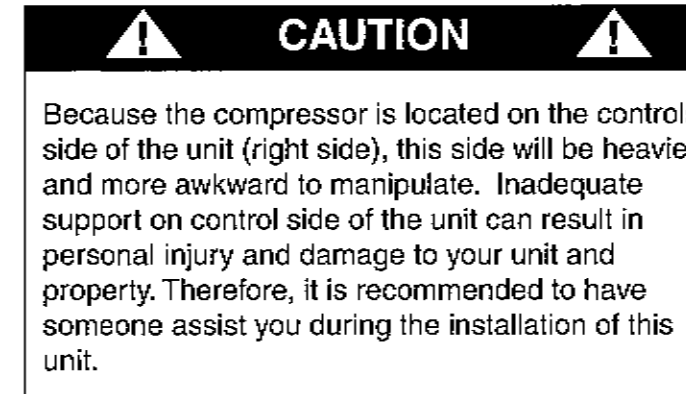 CAUTION
Because the compressor is located on the control
side of the unit (right side), this side will be heavie
and more awkward to manipulate. Inadequate
support on control side of the unit can result in
personal injury and damage to your unit and
property. Therefore, it is recommended to have
someone assist you during the installation of this
unit.